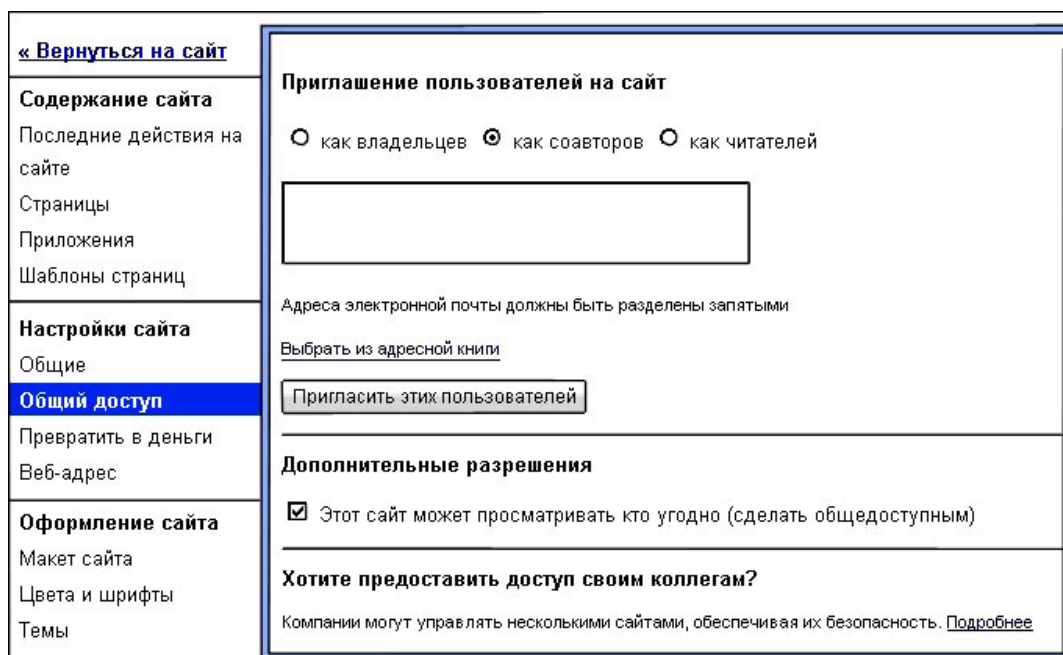 « Вернуться на сайт
Содержание сайта
Последние действия на
сайте
Страницы
Приложения
Шаблоны страниц
Настройки сайта
Общие
Общий доступ
Превратить в деньги
Веб-адрес
Оформление сайта
Макет сайта
Цвета и шрифты
Темы
Приглашение пользователей на сайт
как владельцев как соавторов как читателей
Адреса электронной почты должны быть разделены запятыми
Выбрать из адресной книги
Пригласить этих пользователей
Дополнительные разрешения
Этот сайт может просматривать кто угодно (сделать общедоступным)
Хотите предоставить доступ своим коллегам?
Компании могут управлять несколькими сайтами, обеспечивая их безопасность. Подробнее